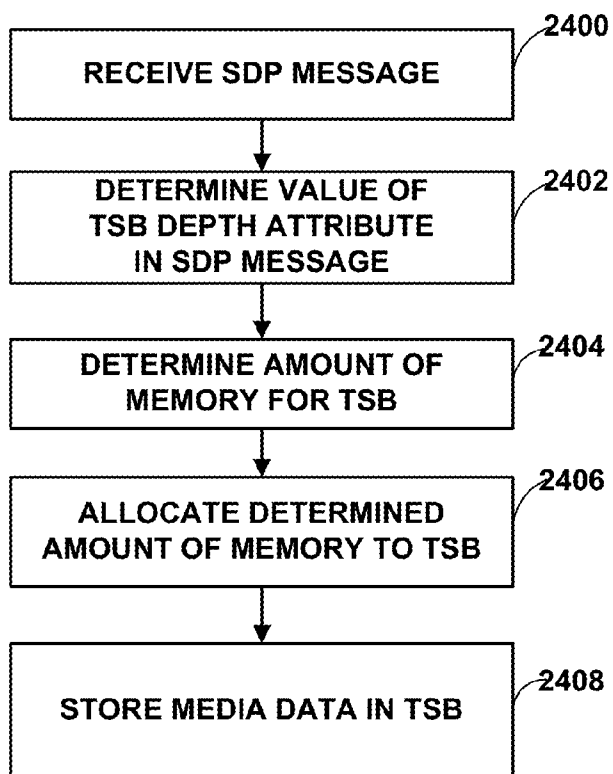 2400
RECEIVE SDP MESSAGE
2402
DETERMINE VALUE OF
TSB DEPTH ATTRIBUTE
IN SDP MESSAGE
2404
DETERMINE AMOUNT OF
MEMORY FOR TSB
2406
ALLOCATE DETERMINED
AMOUNT OF MEMORY TO TSB
2408
STORE MEDIA DATA IN TSB